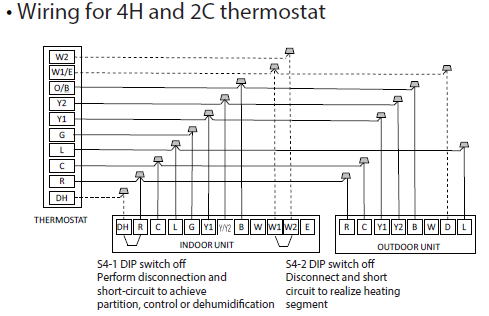 • Wiring for 4H and 2C thermostat
W2
W1/E
O/B
Y2
Y1
G
L
C
R
DH
THERMOSTAT
DH R C L G Y1 Y/Y2 B W W1 W2 E
INDOOR UNIT
R C Y1 Y2 B W D L
OUTDOOR UNIT
S4-1 DIP switch off
Perform disconnection and
short-circuit to achieve
partition, control or dehumidification
S4-2 DIP switch off
Disconnect and short
circuit to realize heating
segment